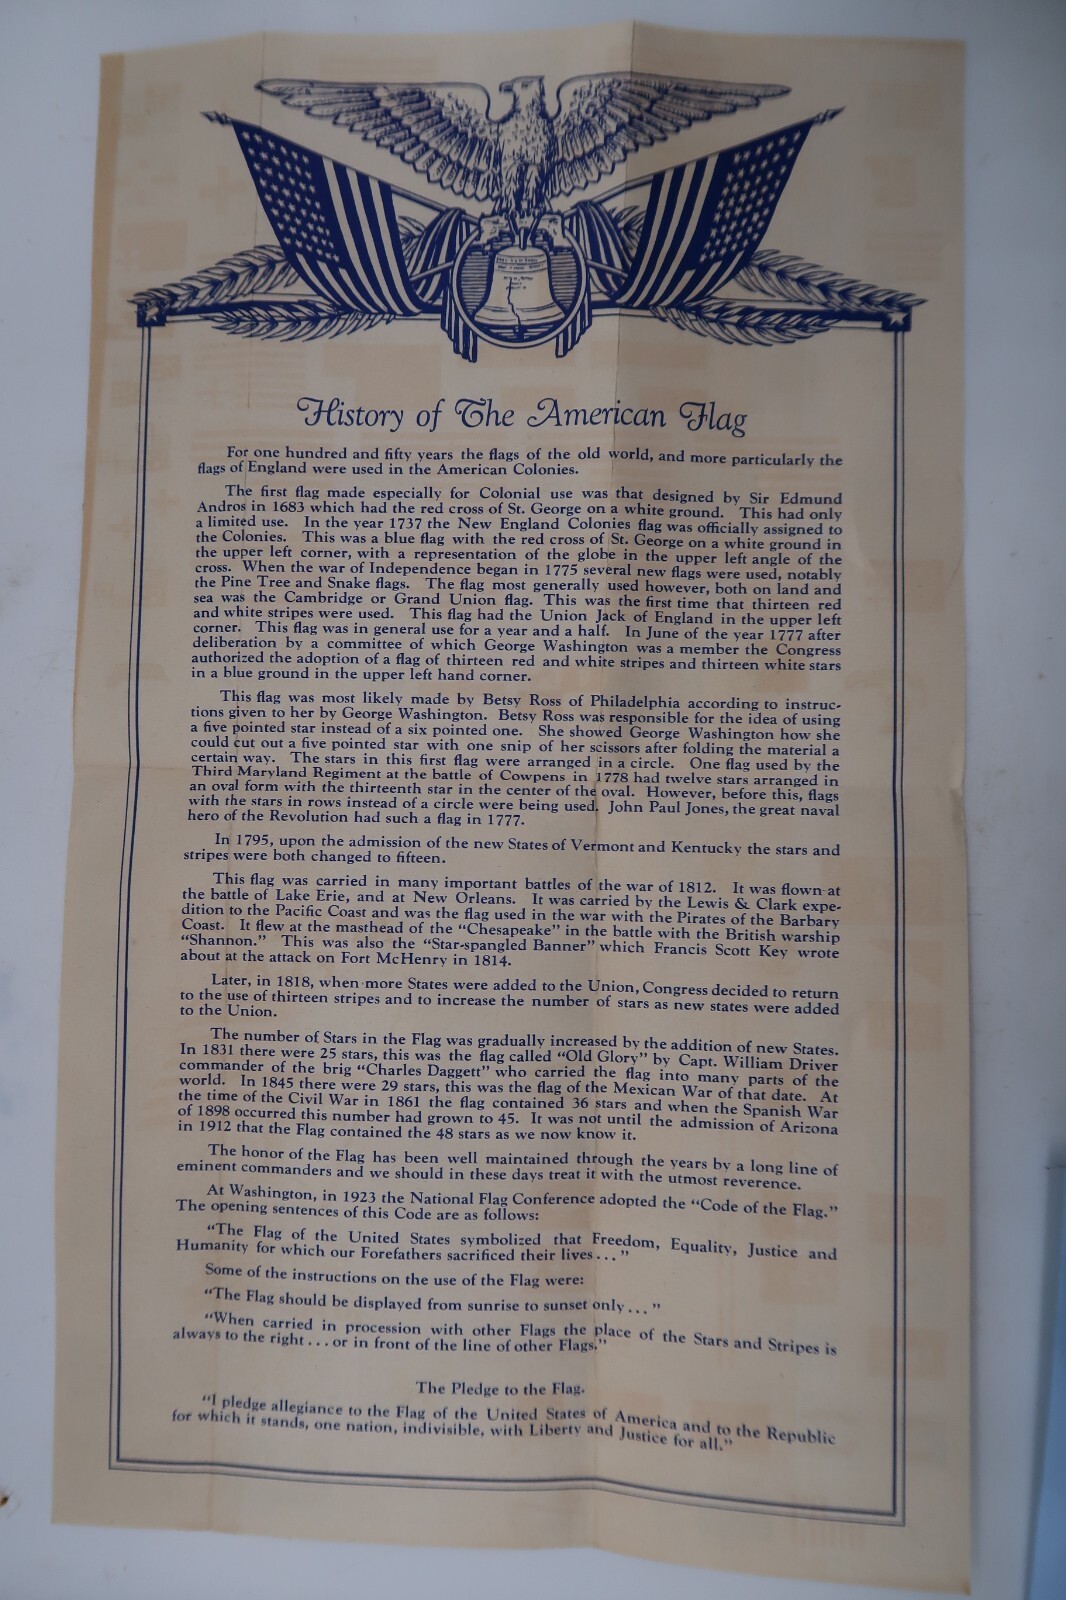 History of The American Flag
For one hundred and fifty years the flags of the old world, and more particularly the
flags of England were used in the American Colonies.
The first flag made especially for Colonial use was that designed by Sir Edmund
Andros in 1683 which had the red cross of St. George on a white ground. This had only
a limited use. In the year 1737 the New England Colonies flag was officially assigned to
the Colonies. This was a blue flag with the red cross of St. George on a white ground in
the upper left corner, with a representation of the globe in the upper left angle of the
cross. When the war of Independence began in 1775 several new flags were used, notably
the Pine Tree and Snake flags. The flag most generally used however, both on land and
sea was the Cambridge or Grand Union flag. This was the first time that thirteen red
and white stripes were used. This flag had the Union Jack of England in the upper left
corner. This flag was in general use for a year and a half. In June of the year 1777 after
deliberation by a committee of which George Washington was a member the Congress
authorized the adoption of a flag of thirteen red and white stripes and thirteen white stars
in a blue ground in the upper left hand corner.
This flag was most likely made by Betsy Ross of Philadelphia according to instruc-
tions given to her by George Washington. Betsy Ross was responsible for the idea of using
a five pointed star instead of a six pointed one. She showed George Washington how she
could cut out a five pointed star with one snip of her scissors after folding the material a
certain way. The stars in this first flag were arranged in a circle. One flag used by the
Third Maryland Regiment at the battle of Cowpens in 1778 had twelve stars arranged in
an oval form with the thirteenth star in the center of the oval. However, before this, flags
with the stars in rows instead of a circle were being used. John Paul Jones, the great naval
hero of the Revolution had such a flag in 1777.
In 1795, upon the admission of the new States of Vermont and Kentucky the stars and
stripes were both changed to fifteen.
This flag was carried in many important battles of the war of 1812. It was flown at
the battle of Lake Erie, and at New Orleans. It was carried by the Lewis & Clark expe-
dition to the Pacific Coast and was the flag used in the war with the Pirates of the Barbary
Coast. It flew at the masthead of the "Chesapeake" in the battle with the British warship
"Shannon." This was also the "Star-spangled Banner" which Francis Scott Key wrote
about at the attack on Fort McHenry in 1814.
Later, in 1818, when more States were added to the Union, Congress decided to return
to the use of thirteen stripes and to increase the number of stars as new states were added
to the Union.
The number of Stars in the Flag was gradually increased by the addition of new States.
In 1831 there were 25 stars, this was the flag called "Old Glory" by Capt. William Driver
commander of the brig "Charles Daggett" who carried the flag into many parts of the
world. In 1845 there were 29 stars, this was the flag of the Mexican War of that date. At
the time of the Civil War in 1861 the flag contained 36 stars and when the Spanish War
of 1898 occurred this number had grown to 45. It was not until the admission of Arizona
in 1912 that the Flag contained the 48 stars as we now know it.
The honor of the Flag has been well maintained through the years by a long line of
eminent commanders and we should in these days treat it with the utmost reverence.
At Washington, in 1923 the National Flag Conference adopted the "Code of the Flag."
The opening sentences of this Code are as follows:
"The Flag of the United States symbolized that Freedom, Equality, Justice and
Humanity for which our Forefathers sacrificed their lives . . . "
Some of the instructions on the use of the Flag were:
"The Flag should be displayed from sunrise to sunset only . . . "
"When carried in procession with other Flags the place of the Stars and Stripes is
always to the right . . . or in front of the line of other Flags."
The Pledge to the Flag.
"I pledge allegiance to the Flag of the United States of America and to the Republic
for which it stands, one nation, indivisible, with Liberty and Justice for all."